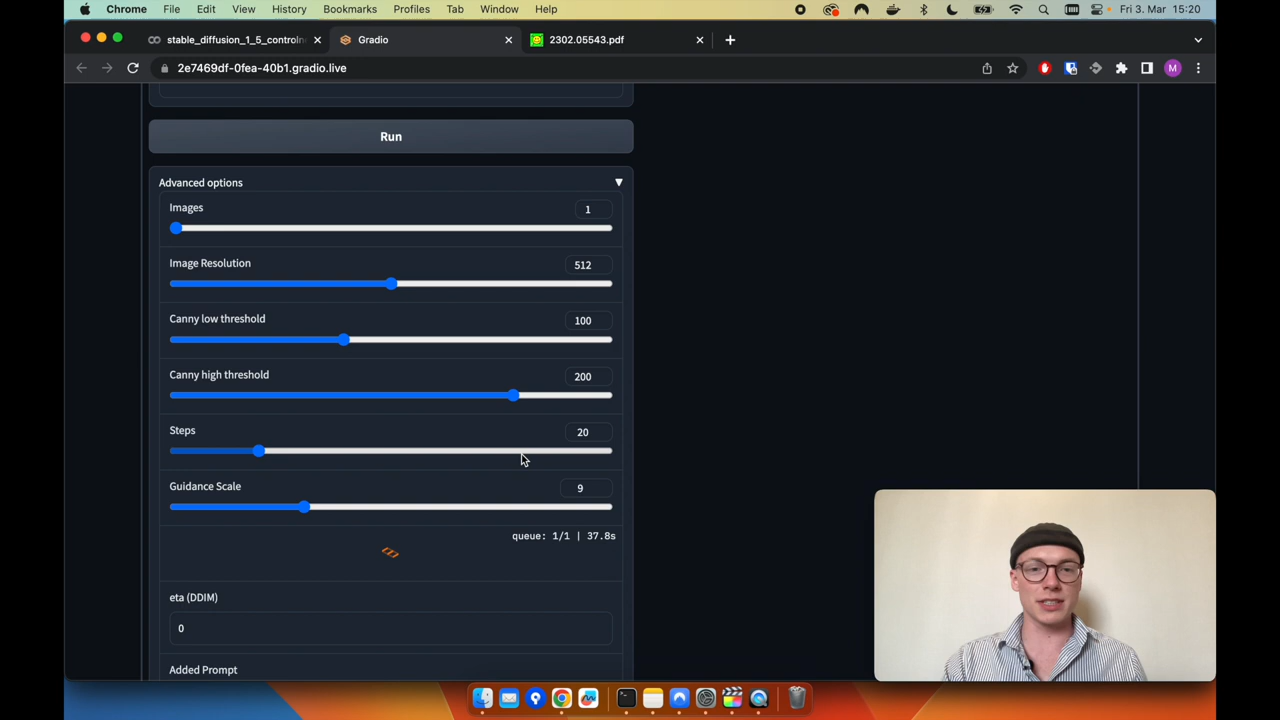 Chrome File Edit View History Bookmarks Profiles Tab Window Help Fri 3. Mar 15:20
stable_diffusion_1_5_controln
Gradio
2302.05543.pdf
2e7469df-0fea-40b1.gradio.live
M
Run
Advanced options
Images
1
Image Resolution
512
Canny low threshold
100
Canny high threshold
200
Steps
20
Guidance Scale
9
queue: 1/1 | 37.8s
eta (DDIM)
0
Added Prompt